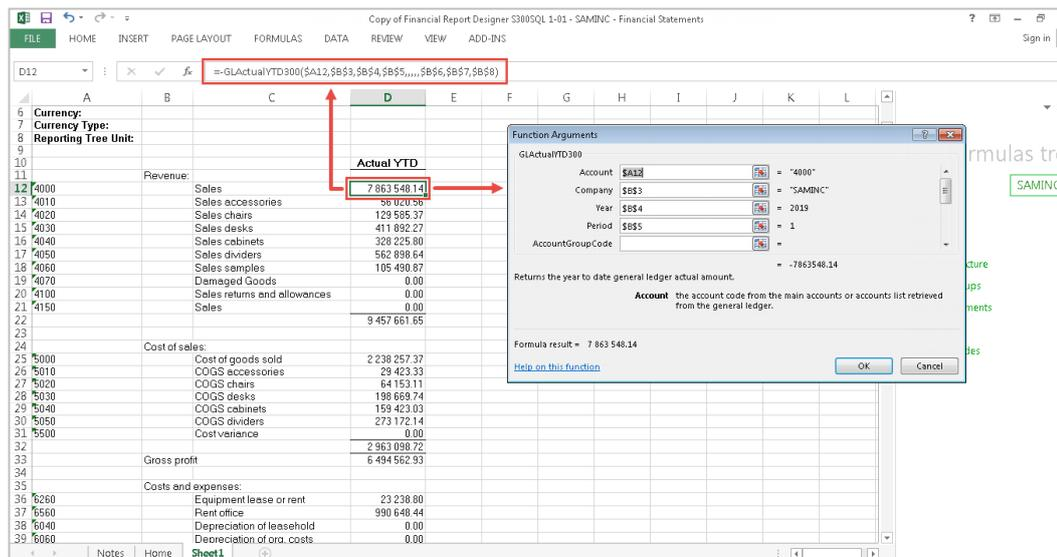 Copy of Financial Report Designer S300SQL 1-01 - SAMINC - Financial Statements
FILE HOME INSERT PAGE LAYOUT FORMULAS DATA REVIEW VIEW ADD-INS Sign in
D12 fx =-GLActualYTD300($A12,$B$3,$B$4,$B$5,,,,,$B$6,$B$7,$B$8)
A B C D E F G H I J K L
6 Currency:
7 Currency Type:
8 Reporting Tree Unit:
9
10 Actual YTD
11 Revenue:
12 4000 Sales 7 863 548.14
13 4010 Sales accessories 56 020.56
14 4020 Sales chairs 129 585.37
15 4030 Sales desks 411 892.27
16 4040 Sales cabinets 328 225.80
17 4050 Sales dividers 562 898.64
18 4060 Sales samples 105 490.87
19 4070 Damaged Goods 0.00
20 4100 Sales returns and allowances 0.00
21 4150 Sales 0.00
22 9 457 661.65
23
24 Cost of sales:
25 5000 Cost of goods sold 2 238 257.37
26 5010 COGS accessories 29 423.33
27 5020 COGS chairs 64 153.11
28 5030 COGS desks 198 669.74
29 5040 COGS cabinets 159 423.03
30 5050 COGS dividers 273 172.14
31 5500 Cost variance 0.00
32 2 963 098.72
33 Gross profit 6 494 562.93
34
35 Costs and expenses:
36 6260 Equipment lease or rent 23 238.80
37 6560 Rent office 990 648.44
38 6040 Depreciation of leasehold 0.00
39 6060 Depreciation of org. costs 0.00
Notes Home Sheet1
Function Arguments
GLActualYTD300
Account $A12 = "4000"
Company $B$3 = "SAMINC"
Year $B$4 = 2019
Period $B$5 = 1
AccountGroupCode =
= -7863548.14
Returns the year to date general ledger actual amount.
Account the account code from the main accounts or accounts list retrieved
from the general ledger.
Formula result = 7 863 548.14
Help on this function
OK Cancel
rmulas tr
SAMINC
cture
ups
ments
des